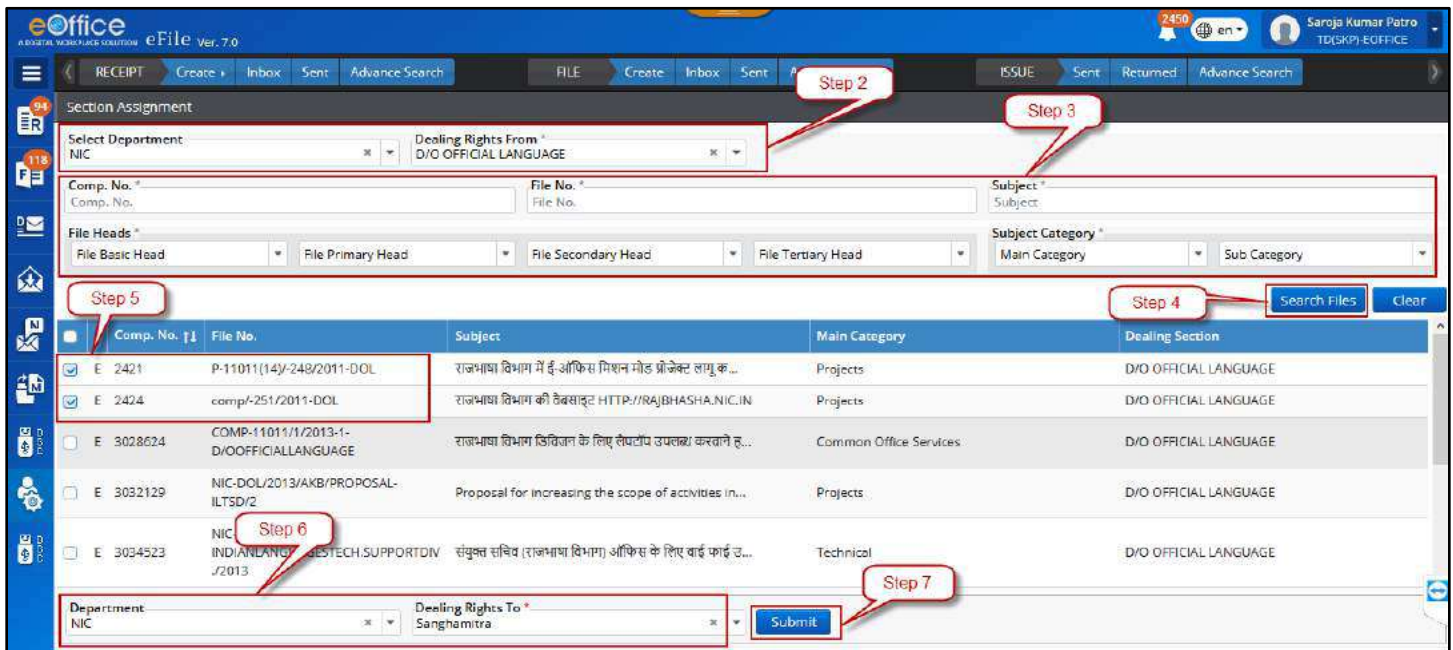 eOffice
A DIGITAL WORKPLACE SOLUTION eFile Ver. 7.0
2450
en
Saroja Kumar Patro
TD(SKP)-EOFFICE
RECEIPT Create Inbox Sent Advance Search FILE Create Inbox Sent ISSUE Sent Returned Advance Search
Step 2
Step 3
94
R
118
F
D
N
M
Section Assignment
Select Department
NIC
Dealing Rights From *
D/O OFFICIAL LANGUAGE
Comp. No. * File No. * Subject *
Comp. No. File No. Subject
File Heads * Subject Category *
File Basic Head File Primary Head File Secondary Head File Tertiary Head Main Category Sub Category
Step 5
Step 4
Search Files Clear
Comp. No. File No. Subject Main Category Dealing Section
E 2421 P-11011(14)/-248/2011-DOL राजभाषा विभाग में ई-ऑफिस मिशन मोड प्रोजेक्ट लागू क... Projects D/O OFFICIAL LANGUAGE
E 2424 comp/-251/2011-DOL राजभाषा विभाग की वेबसाइट HTTP://RAJBHASHA.NIC.IN Projects D/O OFFICIAL LANGUAGE
E 3028624 COMP-11011/1/2013-1-
D/OOFFICIALLANGUAGE राजभाषा विभाग डिविजन के लिए लैपटॉप उपलब्ध करवाने ह... Common Office Services D/O OFFICIAL LANGUAGE
E 3032129 NIC-DOL/2013/AKB/PROPOSAL-
ILTSD/2 Proposal for increasing the scope of activities in... Projects D/O OFFICIAL LANGUAGE
Step 6
E 3034523 संयुक्त सचिव (राजभाषा विभाग) ऑफिस के लिए वाई फाई उ... Technical D/O OFFICIAL LANGUAGE
./2013
Step 7
Department
NIC
Dealing Rights To *
Sanghamitra
Submit